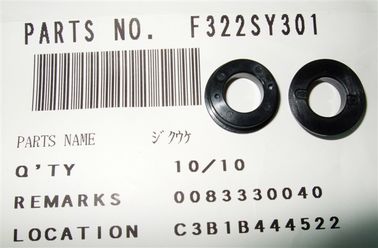 PARTS NO. F322SY301
PARTS NAME ジクウケ
Q'TY 10/10
REMARKS 0083330040
LOCATION C3B1B444522